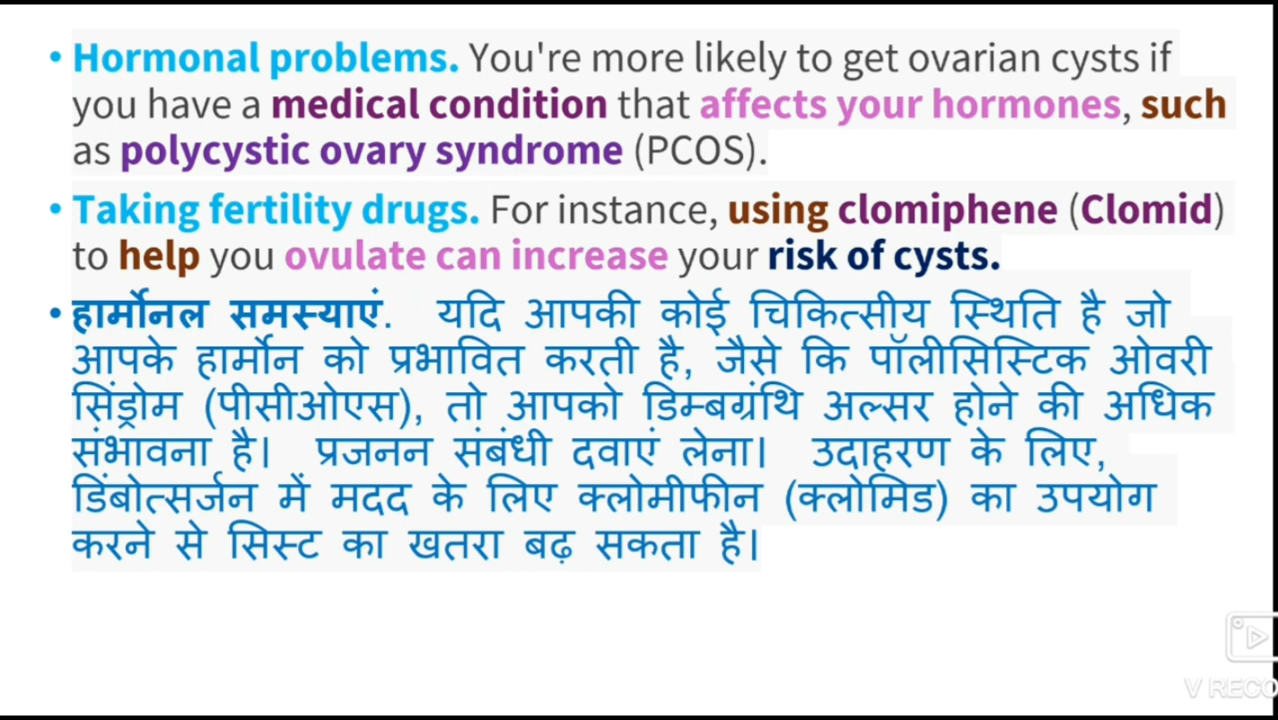 • Hormonal problems. You're more likely to get ovarian cysts if
you have a medical condition that affects your hormones, such
as polycystic ovary syndrome (PCOS).
• Taking fertility drugs. For instance, using clomiphene (Clomid)
to help you ovulate can increase your risk of cysts.
• हार्मोनल समस्याएं. यदि आपकी कोई चिकित्सीय स्थिति है जो
आपके हार्मोन को प्रभावित करती है, जैसे कि पॉलीसिस्टिक ओवरी
सिंड्रोम (पीसीओएस), तो आपको डिम्बग्रंथि अल्सर होने की अधिक
संभावना है। प्रजनन संबंधी दवाएं लेना। उदाहरण के लिए,
डिंबोत्सर्जन में मदद के लिए क्लोमीफीन (क्लोमिड) का उपयोग
करने से सिस्ट का खतरा बढ़ सकता है।
V RECO